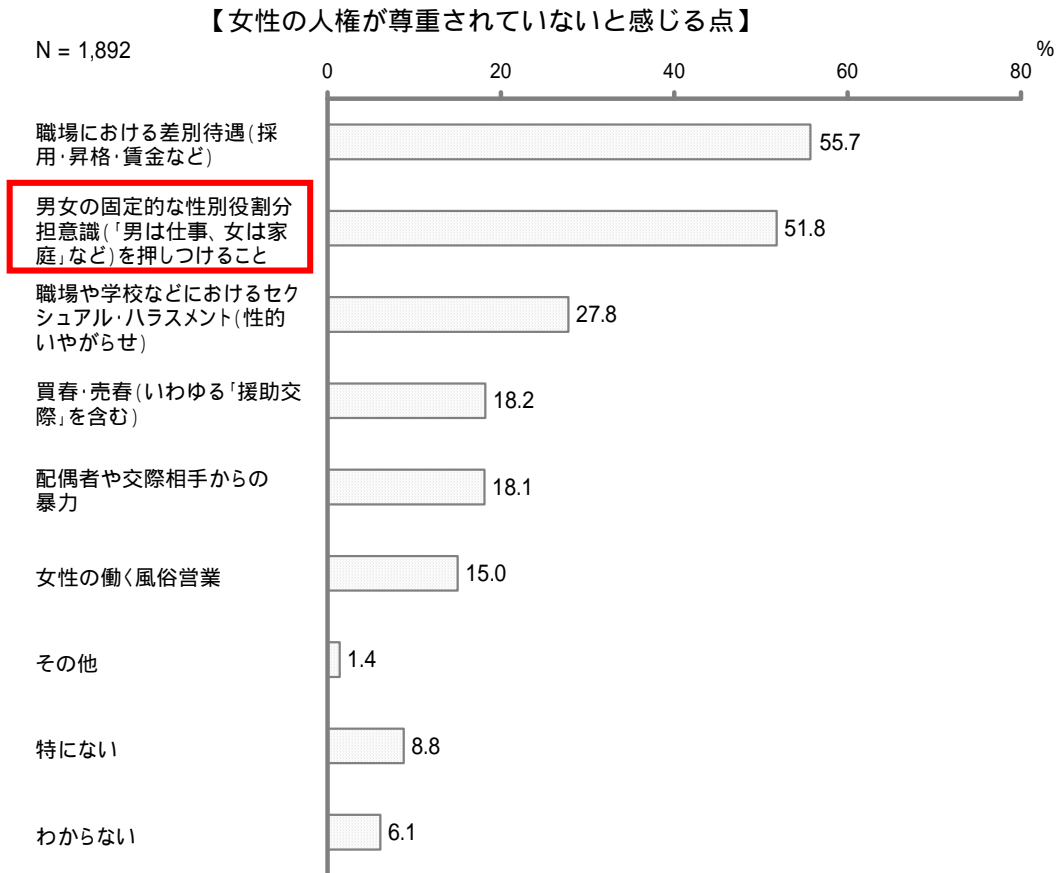 【女性の人権が尊重されていないと感じる点】
N = 1,892
%
0 20 40 60 80
職場における差別待遇(採
用・昇格・賃金など)
55.7
男女の固定的な性別役割分
担意識(「男は仕事、女は家
庭」など)を押しつけること
51.8
職場や学校などにおけるセク
シュアル・ハラスメント(性的
いやがらせ)
27.8
買春・売春(いわゆる「援助交
際」を含む)
18.2
配偶者や交際相手からの
暴力
18.1
女性の働く風俗営業
15.0
その他
1.4
特にない
8.8
わからない
6.1